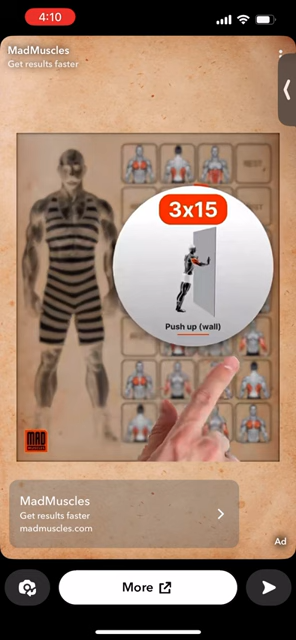 4:10
MadMuscles
Get results faster
REST
3x15
Push up (wall)
MAD
MadMuscles
Get results faster
madmuscles.com
Ad
More